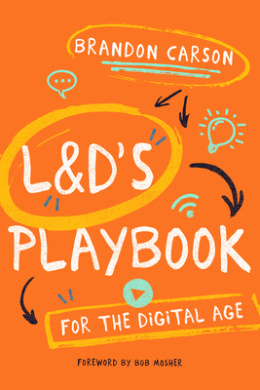 BRANDON CARSON
L&D'S
PLAYBOOK
FOR THE DIGITAL AGE
FOREWORD BY BOB MOSHER